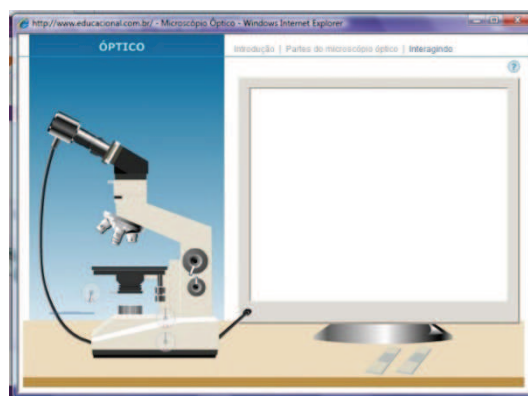 http://www.educacional.com.br/ - Microscópio Óptico - Windows Internet Explorer
ÓPTICO
Introdução | Partes do microscópio óptico | Interagindo
?